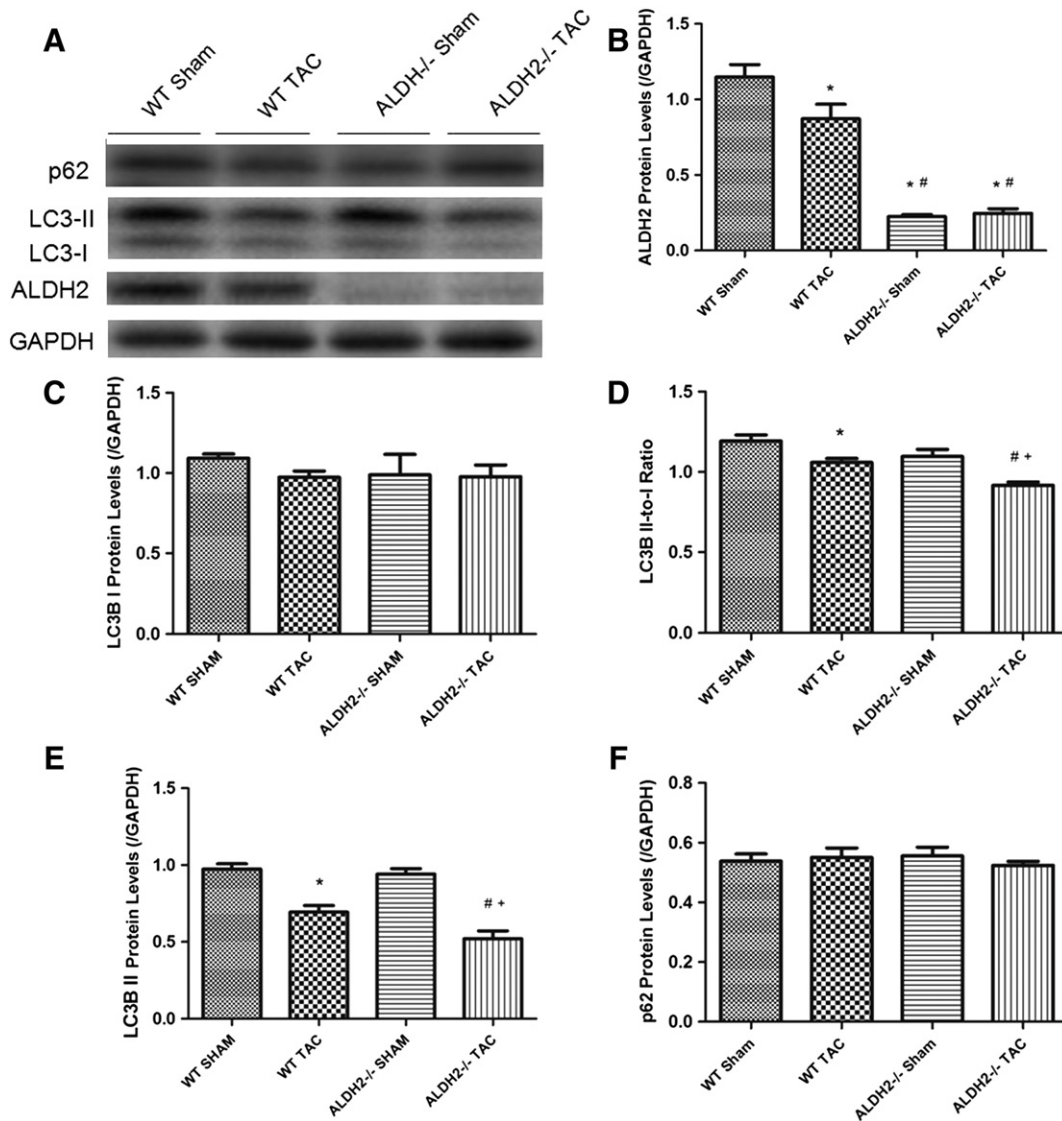 A
WT Sham
WT TAC
ALDH-/- Sham
ALDH2-/- TAC
p62
LC3-II
LC3-I
ALDH2
GAPDH
B
ALDH2 Protein Levels (/GAPDH)
1.5
1.0
0.5
0.0
*
* #
* #
WT Sham
WT TAC
ALDH2-/- Sham
ALDH2-/- TAC
C
LC3B I Protein Levels (/GAPDH)
1.5
1.0
0.5
0.0
WT SHAM
WT TAC
ALDH2-/- SHAM
ALDH2-/- TAC
D
LC3B II-to-I Ratio
1.5
1.0
0.5
0.0
*
# +
WT SHAM
WT TAC
ALDH2-/- SHAM
ALDH2-/- TAC
E
LC3B II Protein Levels (/GAPDH)
1.5
1.0
0.5
0.0
*
# +
WT SHAM
WT TAC
ALDH2-/- SHAM
ALDH2-/- TAC
F
p62 Protein Levels (/GAPDH)
0.8
0.6
0.4
0.2
0.0
WT Sham
WT TAC
ALDH2-/- Sham
ALDH2-/- TAC